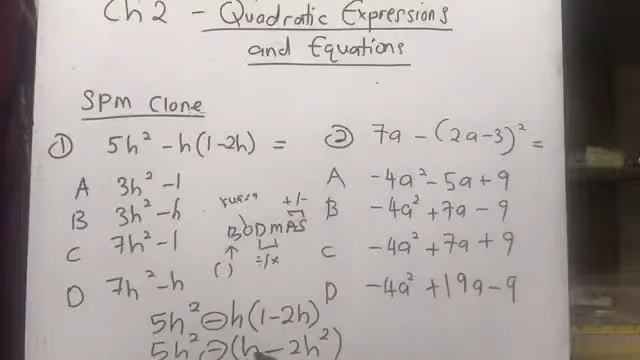 Ch 2 - Quadratic Expressions
and Equations
SPM Clone
① 5h² - h(1-2h) =
A 3h² - 1
B 3h² - h
C 7h² - 1
D 7h² - h
② 7a - (2a-3)² =
A -4a² - 5a + 9
B -4a² + 7a - 9
C -4a² + 7a + 9
D -4a² + 19a - 9
+/-
BODMAS
( ) ÷/×
5h² - h(1-2h)
5h² - (h - 2h²)